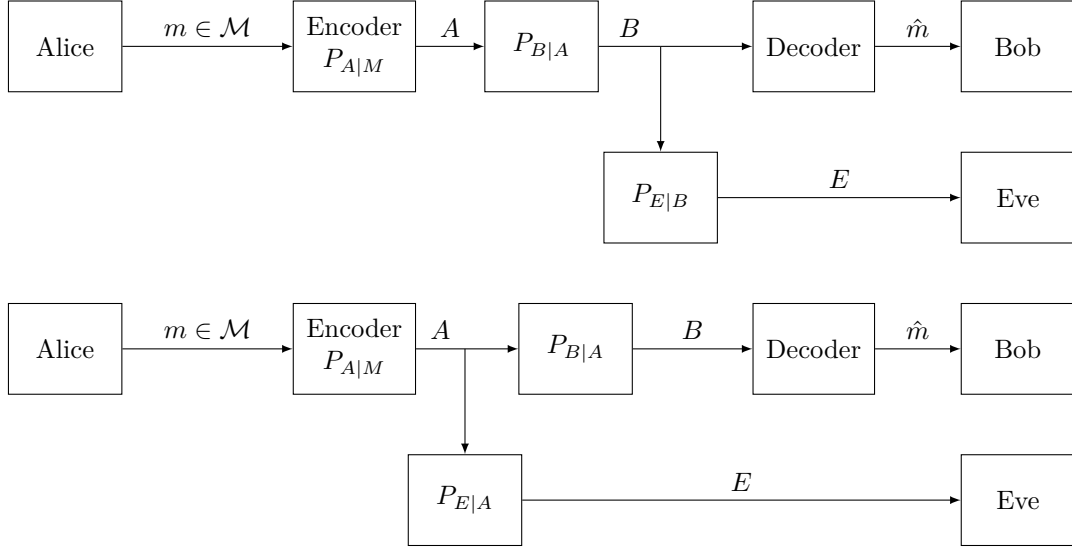 Alice
m ∈ ℳ
Encoder
P_{A|M}
A
P_{B|A}
B
Decoder
m̂
Bob
P_{E|B}
E
Eve
Alice
m ∈ ℳ
Encoder
P_{A|M}
A
P_{B|A}
B
Decoder
m̂
Bob
P_{E|A}
E
Eve